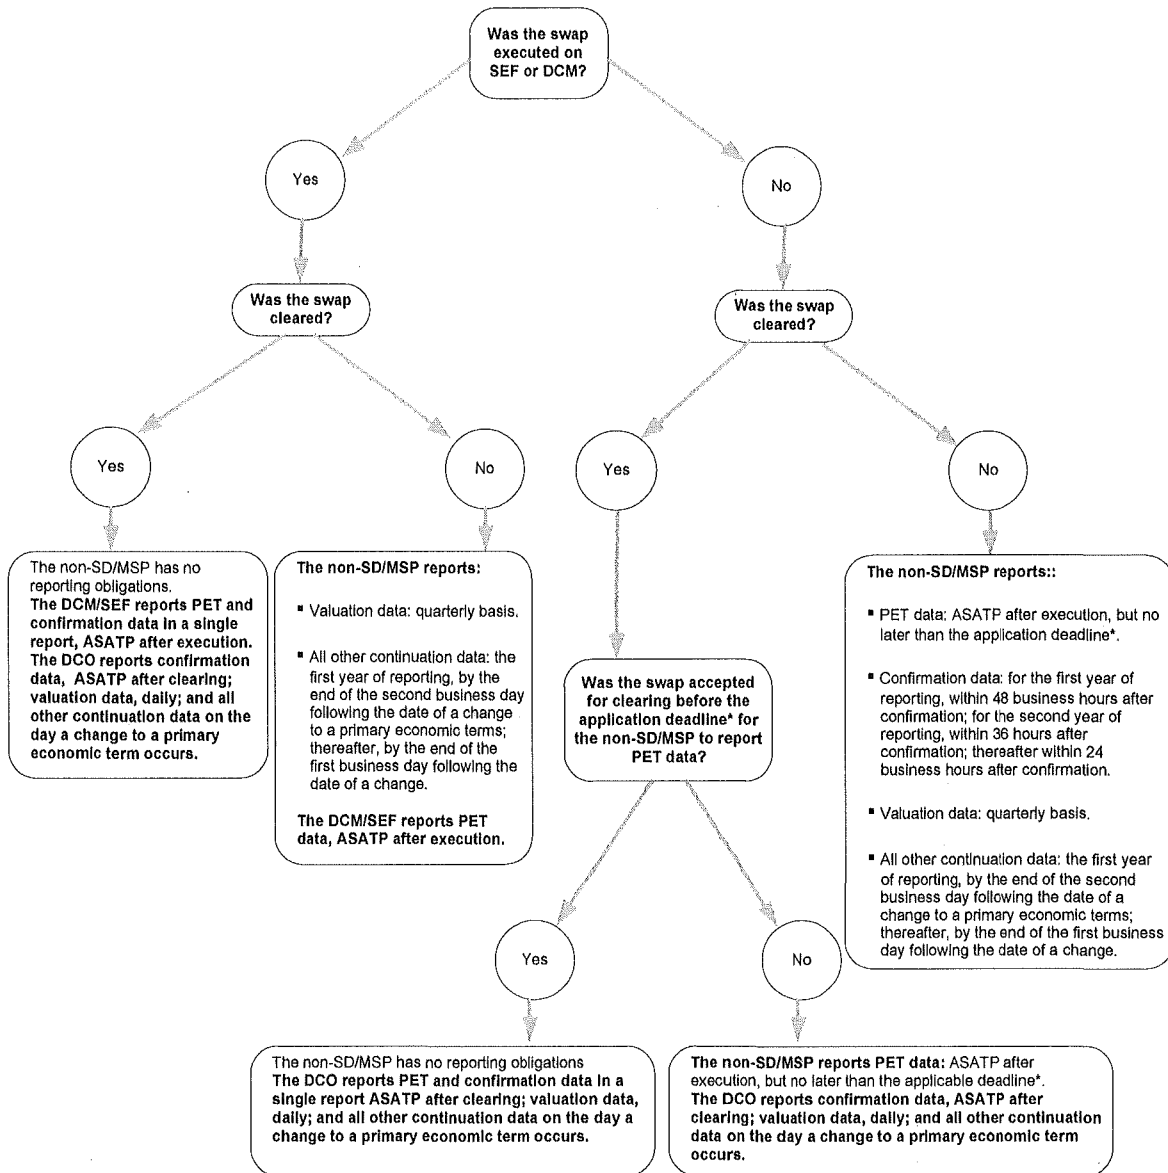 Was the swap
executed on
SEF or DCM?
Yes
No
Was the swap
cleared?
Was the swap
cleared?
Yes
No
Yes
No
The non-SD/MSP has no
reporting obligations.
The DCM/SEF reports PET and
confirmation data in a single
report, ASATP after execution.
The DCO reports confirmation
data, ASATP after clearing;
valuation data, daily; and all
other continuation data on the
day a change to a primary
economic term occurs.
The non-SD/MSP reports:
▪ Valuation data: quarterly basis.
▪ All other continuation data: the
first year of reporting, by the
end of the second business day
following the date of a change
to a primary economic terms;
thereafter, by the end of the
first business day following the
date of a change.
The DCM/SEF reports PET
data, ASATP after execution.
Was the swap accepted
for clearing before the
application deadline* for
the non-SD/MSP to report
PET data?
The non-SD/MSP reports::
▪ PET data: ASATP after execution, but no
later than the application deadline*.
▪ Confirmation data: for the first year of
reporting, within 48 business hours after
confirmation; for the second year of
reporting, within 36 hours after
confirmation; thereafter within 24
business hours after confirmation.
▪ Valuation data: quarterly basis.
▪ All other continuation data: the first year
of reporting, by the end of the second
business day following the date of a
change to a primary economic terms;
thereafter, by the end of the first business
day following the date of a change.
Yes
No
The non-SD/MSP has no reporting obligations
The DCO reports PET and confirmation data in a
single report ASATP after clearing; valuation data,
daily; and all other continuation data on the day a
change to a primary economic term occurs.
The non-SD/MSP reports PET data: ASATP after
execution, but no later than the applicable deadline*.
The DCO reports confirmation data, ASATP after
clearing; valuation data, daily; and all other continuation
data on the day a change to a primary economic term
occurs.